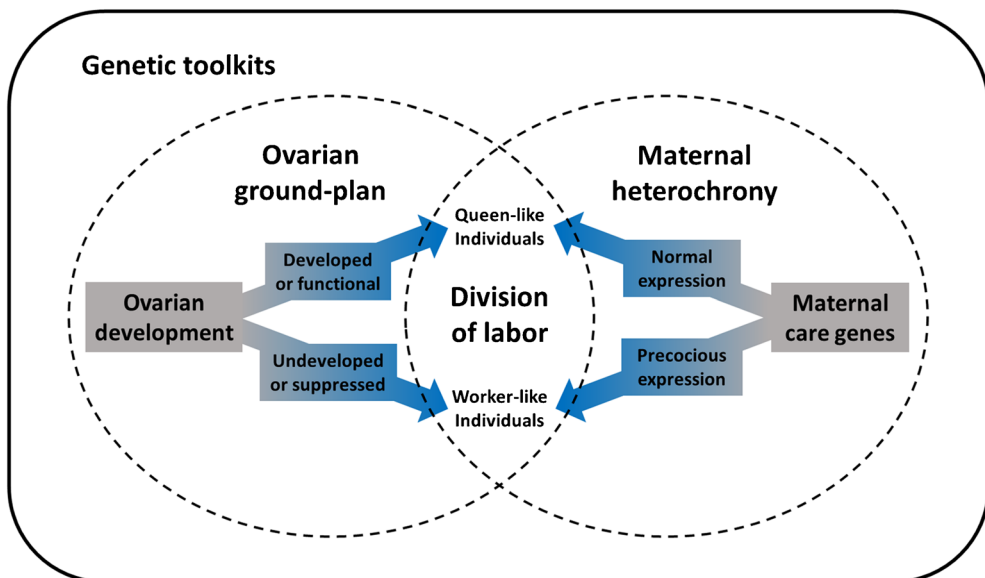 Genetic toolkits
Ovarian
ground-plan
Maternal
heterochrony
Queen-like
Individuals
Developed
or functional
Normal
expression
Ovarian
development
Division
of labor
Maternal
care genes
Undeveloped
or suppressed
Precocious
expression
Worker-like
Individuals